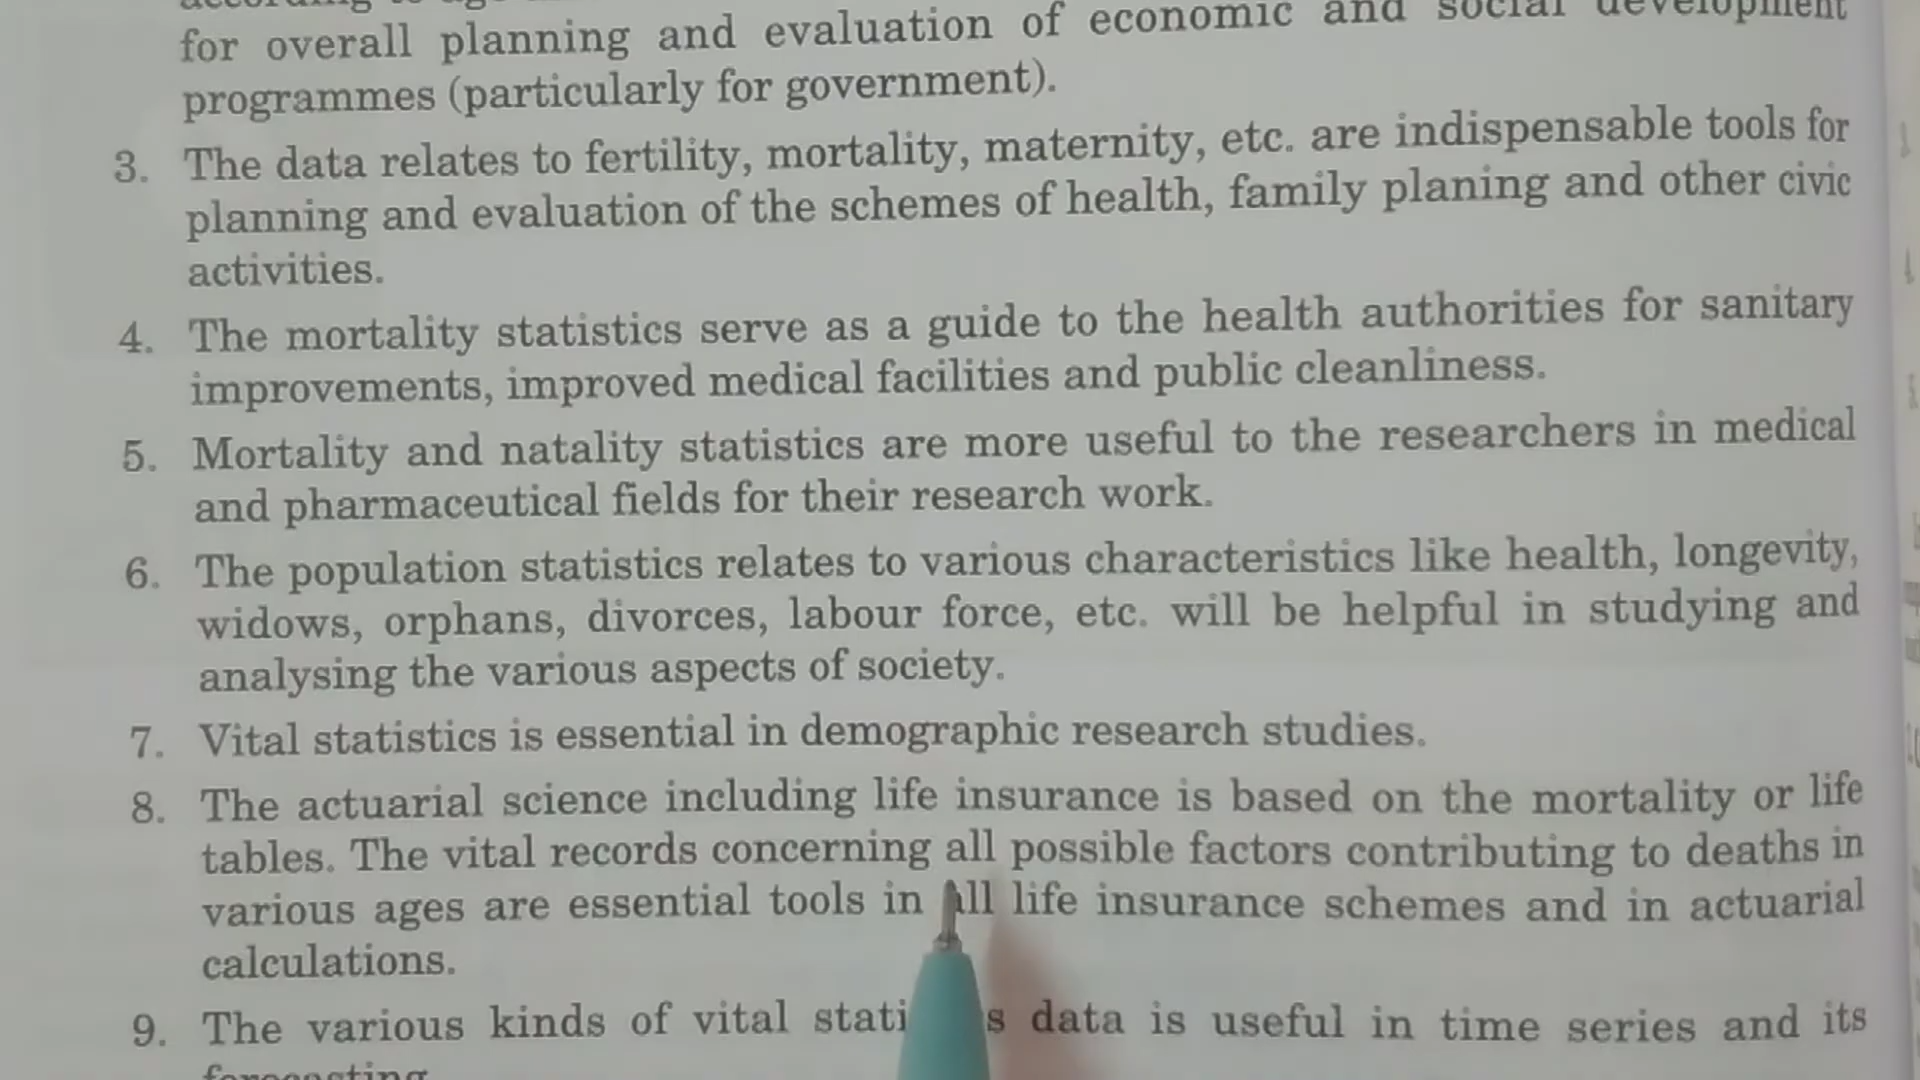 according to age
for overall planning and evaluation of economic and social development
programmes (particularly for government).
3. The data relates to fertility, mortality, maternity, etc. are indispensable tools for
planning and evaluation of the schemes of health, family planing and other civic
activities.
4. The mortality statistics serve as a guide to the health authorities for sanitary
improvements, improved medical facilities and public cleanliness.
5. Mortality and natality statistics are more useful to the researchers in medical
and pharmaceutical fields for their research work.
6. The population statistics relates to various characteristics like health, longevity,
widows, orphans, divorces, labour force, etc. will be helpful in studying and
analysing the various aspects of society.
7. Vital statistics is essential in demographic research studies.
8. The actuarial science including life insurance is based on the mortality or life
tables. The vital records concerning all possible factors contributing to deaths in
various ages are essential tools in all life insurance schemes and in actuarial
calculations.
9. The various kinds of vital stati s data is useful in time series and its
forecasting